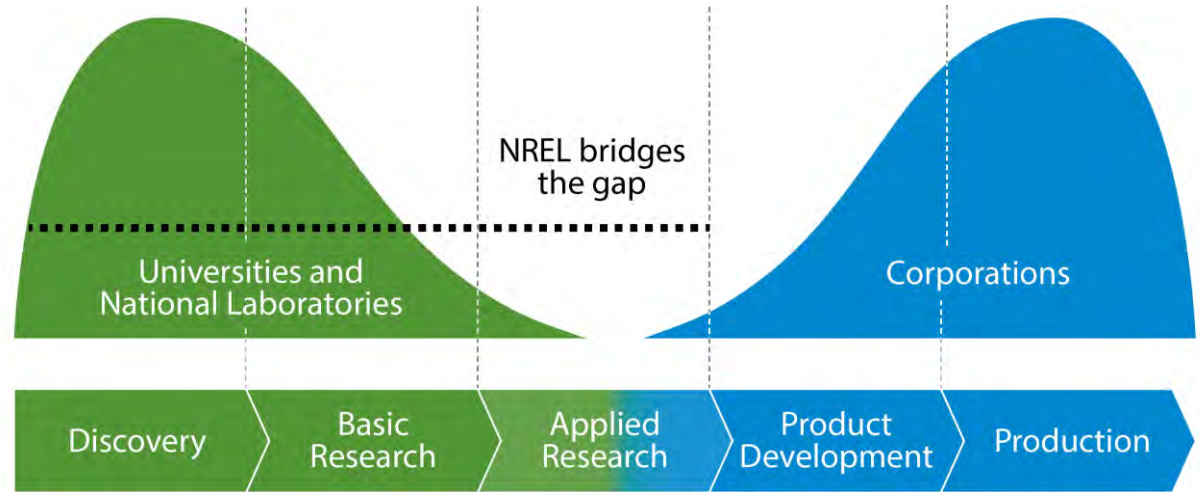 NREL bridges
the gap
Universities and
National Laboratories
Corporations
Discovery
Basic
Research
Applied
Research
Product
Development
Production